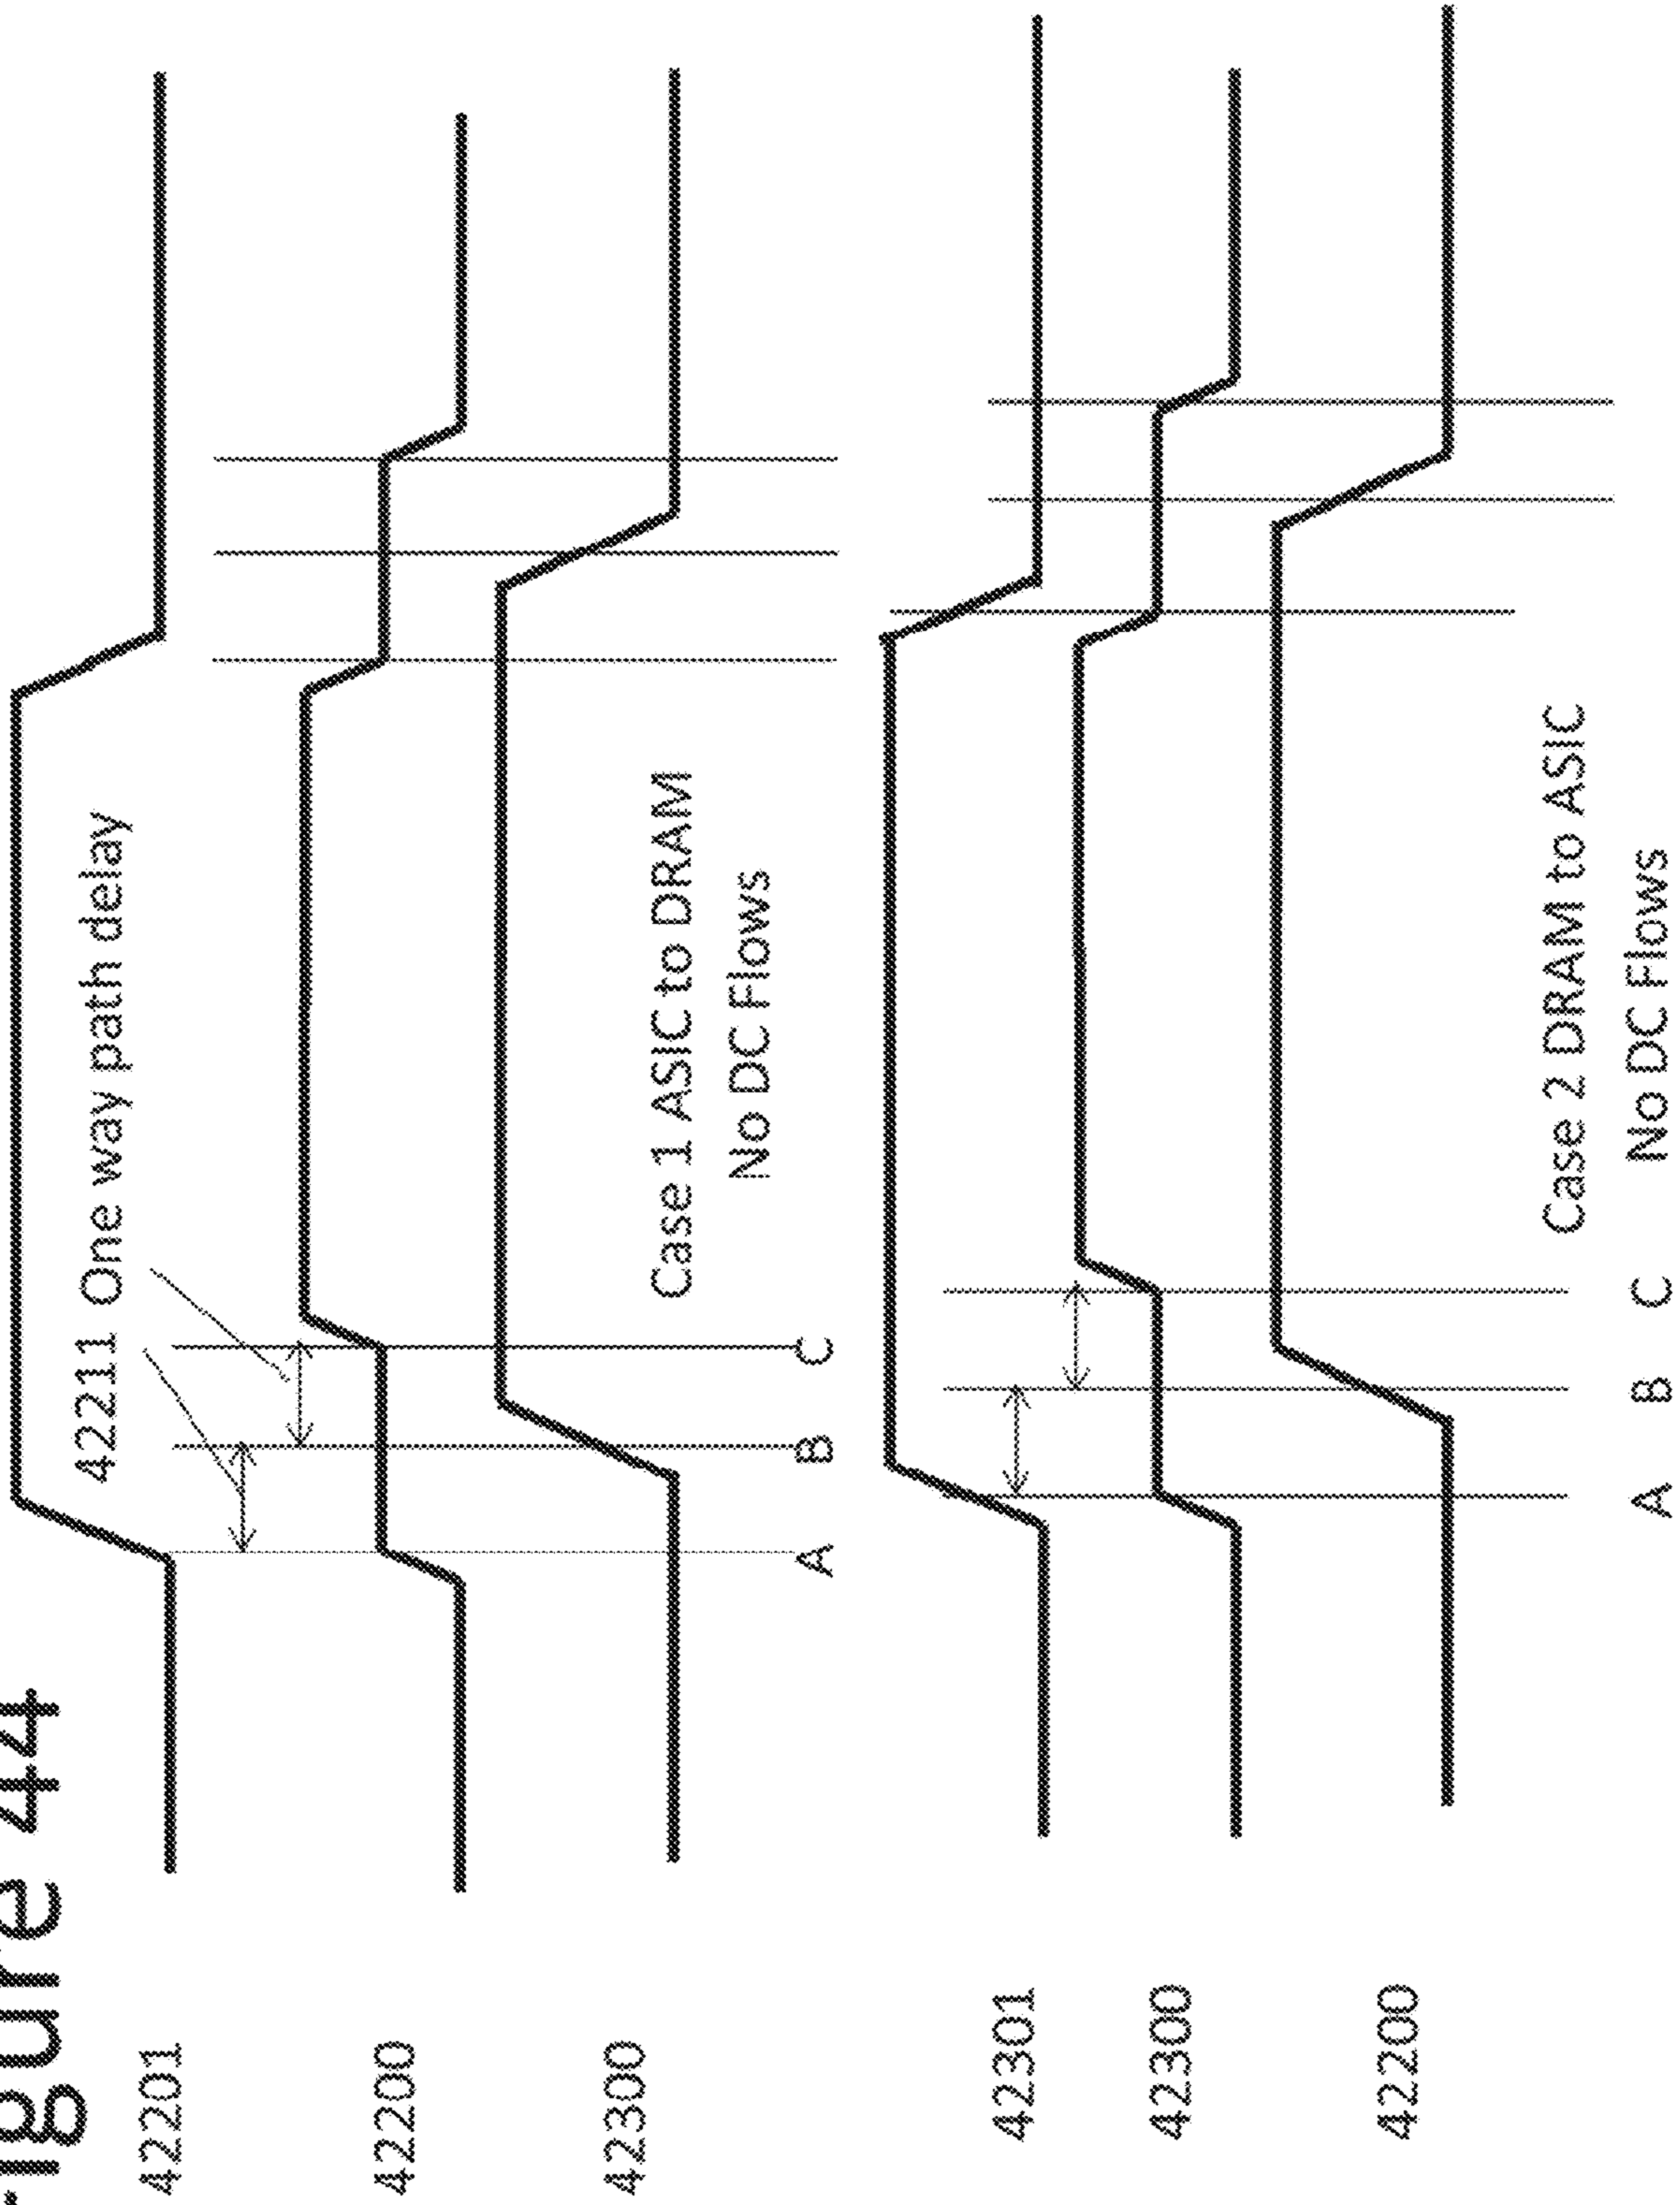 Figure 44
42211 One way path delay
42201
42200
42300
A B C
Case 1 ASIC to DRAM
No DC Flows
42301
42300
42200
A B C
Case 2 DRAM to ASIC
No DC Flows